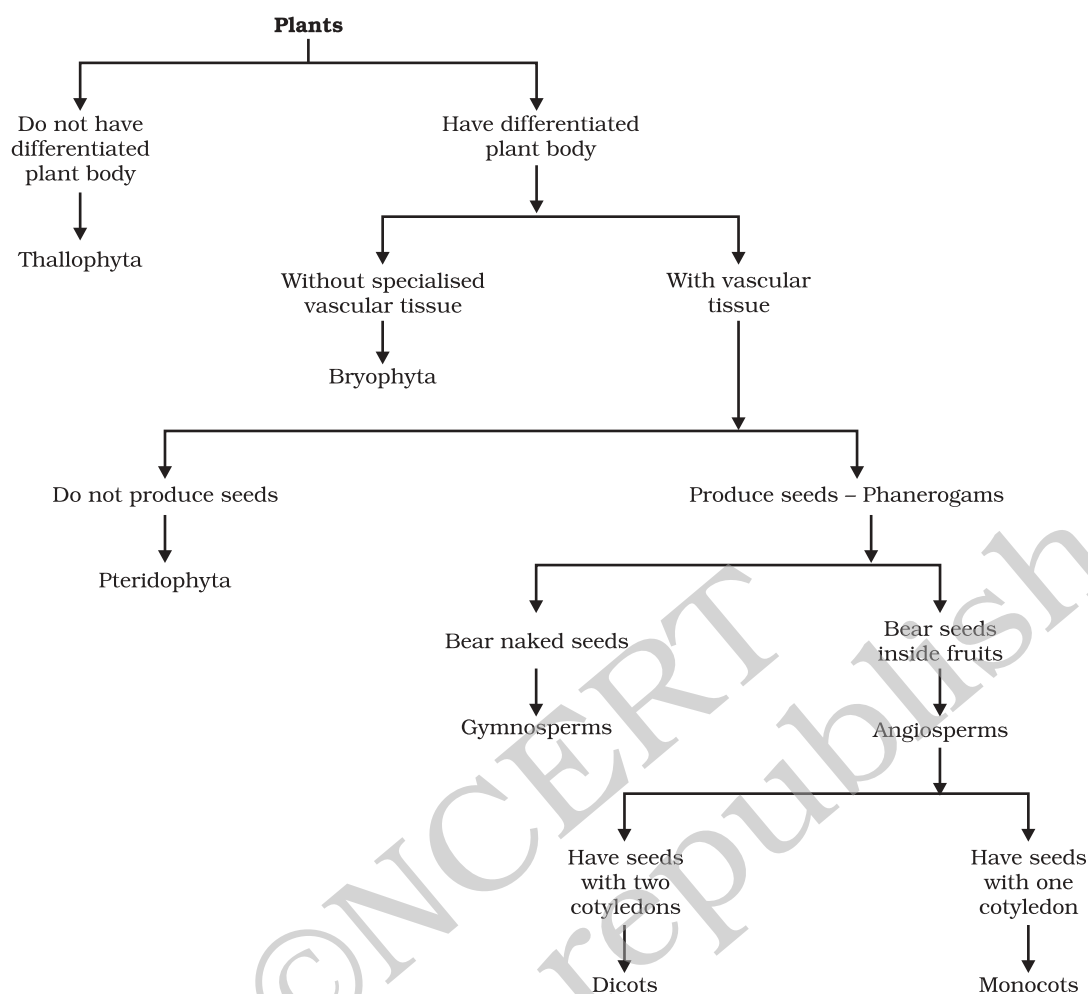 Plants
Do not have
differentiated
plant body
Have differentiated
plant body
Thallophyta
Without specialised
vascular tissue
With vascular
tissue
Bryophyta
Do not produce seeds
Produce seeds – Phanerogams
Pteridophyta
Bear naked seeds
Bear seeds
inside fruits
Gymnosperms
Angiosperms
Have seeds
with two
cotyledons
Have seeds
with one
cotyledon
Dicots
Monocots
©NCERT
republish